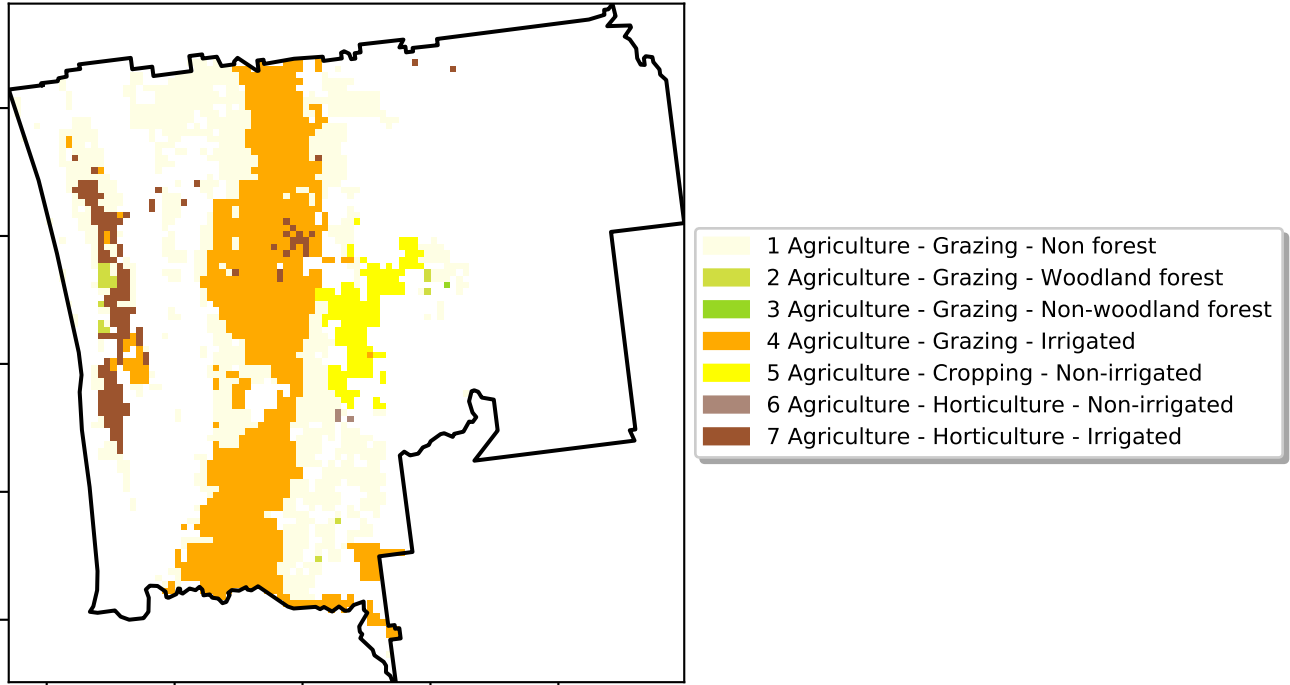 1 Agriculture - Grazing - Non forest
2 Agriculture - Grazing - Woodland forest
3 Agriculture - Grazing - Non-woodland forest
4 Agriculture - Grazing - Irrigated
5 Agriculture - Cropping - Non-irrigated
6 Agriculture - Horticulture - Non-irrigated
7 Agriculture - Horticulture - Irrigated